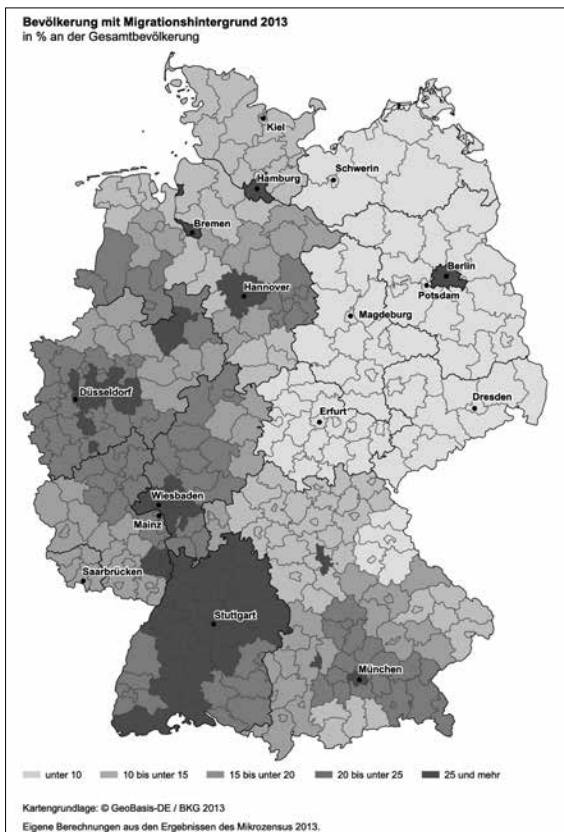 Bevölkerung mit Migrationshintergrund 2013
in % an der Gesamtbevölkerung
Kiel
Schwerin
Hamburg
Bremen
Berlin
Potsdam
Hannover
Magdeburg
Düsseldorf
Dresden
Erfurt
Wiesbaden
Mainz
Saarbrücken
Stuttgart
München
unter 10 10 bis unter 15 15 bis unter 20 20 bis unter 25 25 und mehr
Kartengrundlage: © GeoBasis-DE / BKG 2013
Eigene Berechnungen aus den Ergebnissen des Mikrozensus 2013.